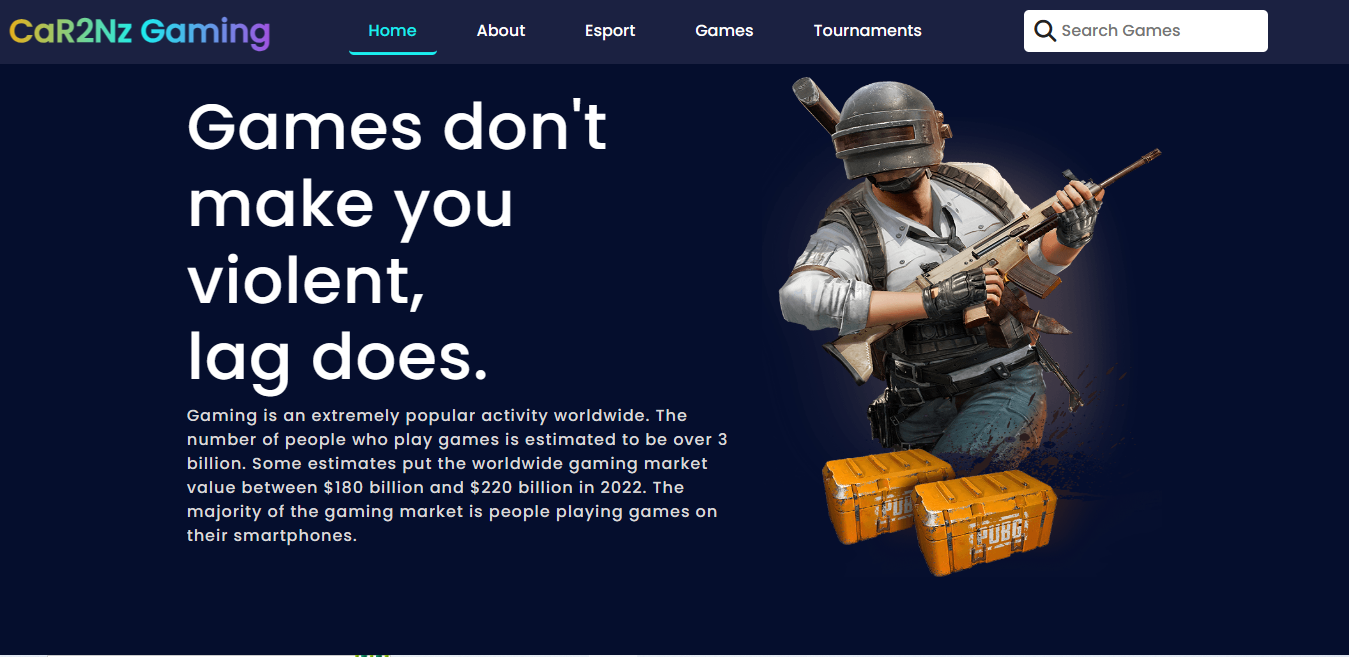 CaR2Nz Gaming
Home
About
Esport
Games
Tournaments
Search Games
Games don't
make you
violent,
lag does.
Gaming is an extremely popular activity worldwide. The
number of people who play games is estimated to be over 3
billion. Some estimates put the worldwide gaming market
value between $180 billion and $220 billion in 2022. The
majority of the gaming market is people playing games on
their smartphones.
PUBG